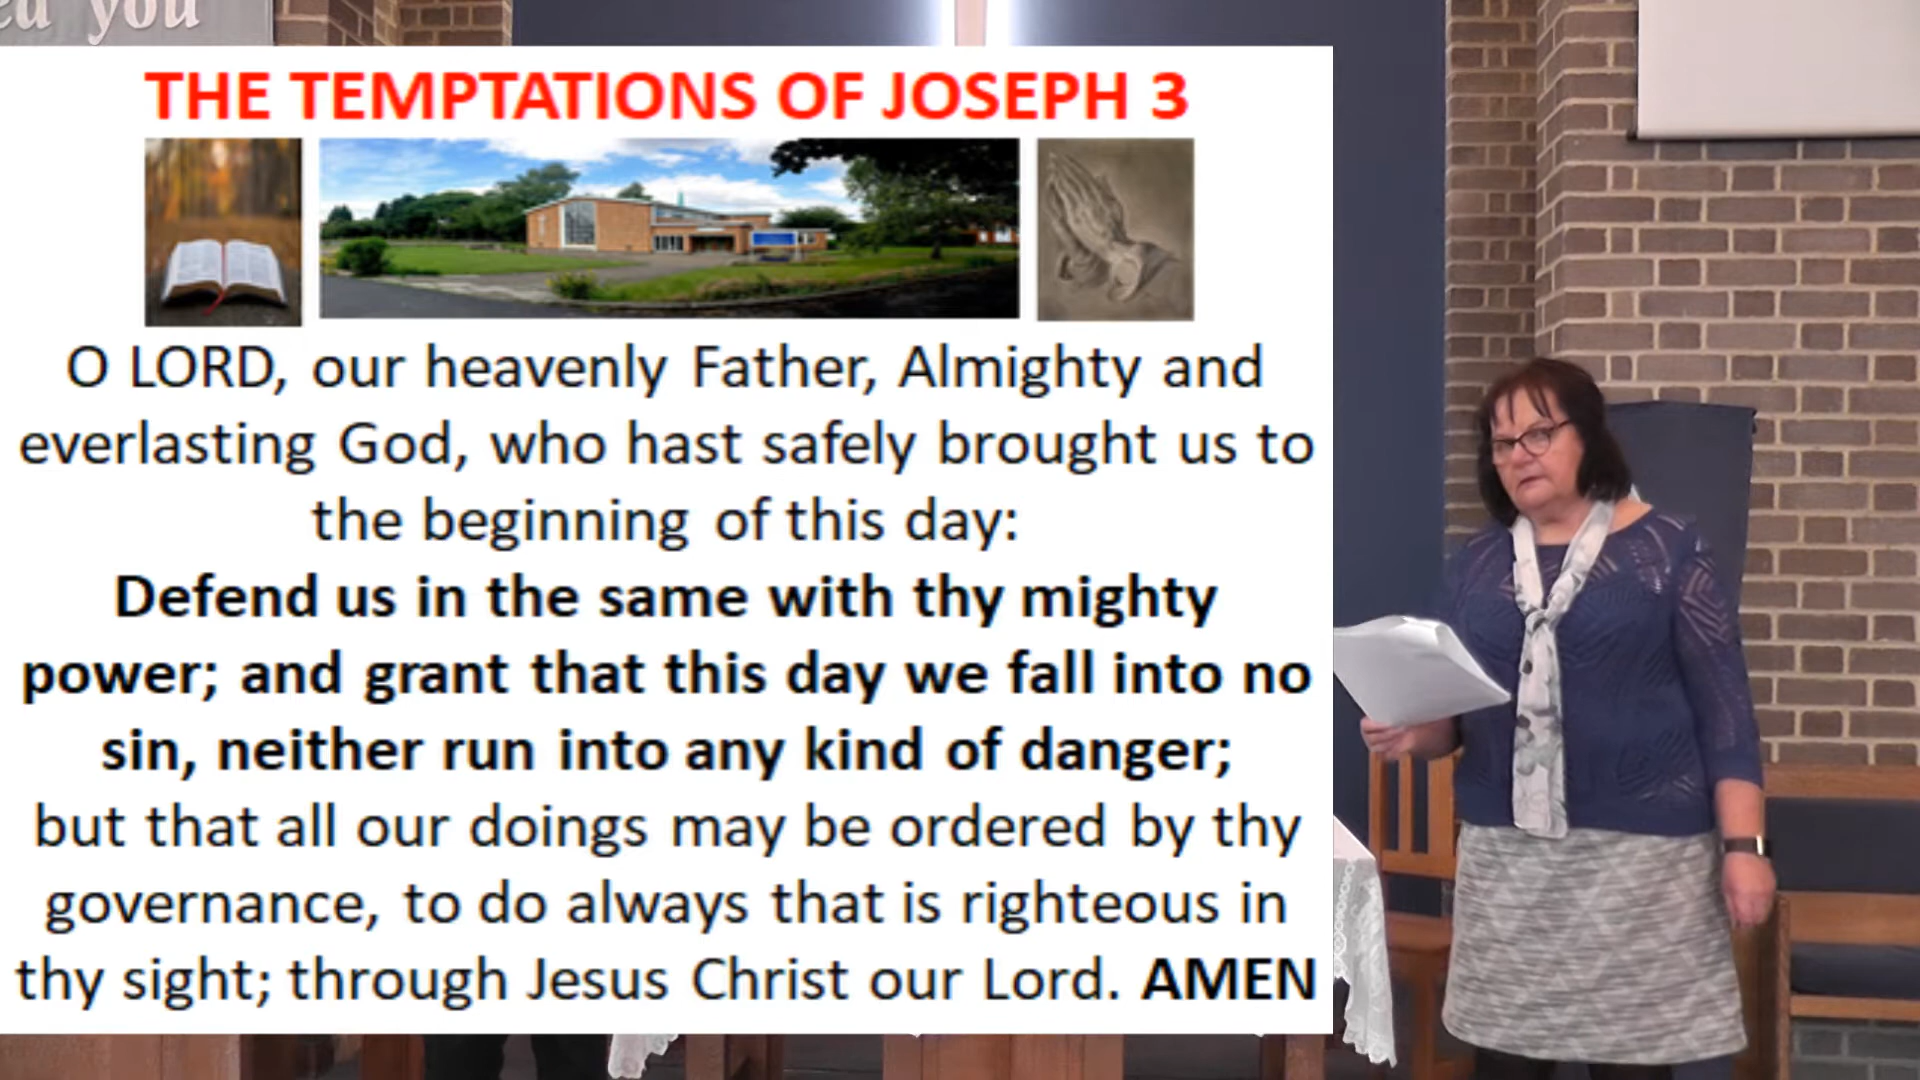 ed you
THE TEMPTATIONS OF JOSEPH 3
O LORD, our heavenly Father, Almighty and
everlasting God, who hast safely brought us to
the beginning of this day:
Defend us in the same with thy mighty
power; and grant that this day we fall into no
sin, neither run into any kind of danger;
but that all our doings may be ordered by thy
governance, to do always that is righteous in
thy sight; through Jesus Christ our Lord. AMEN